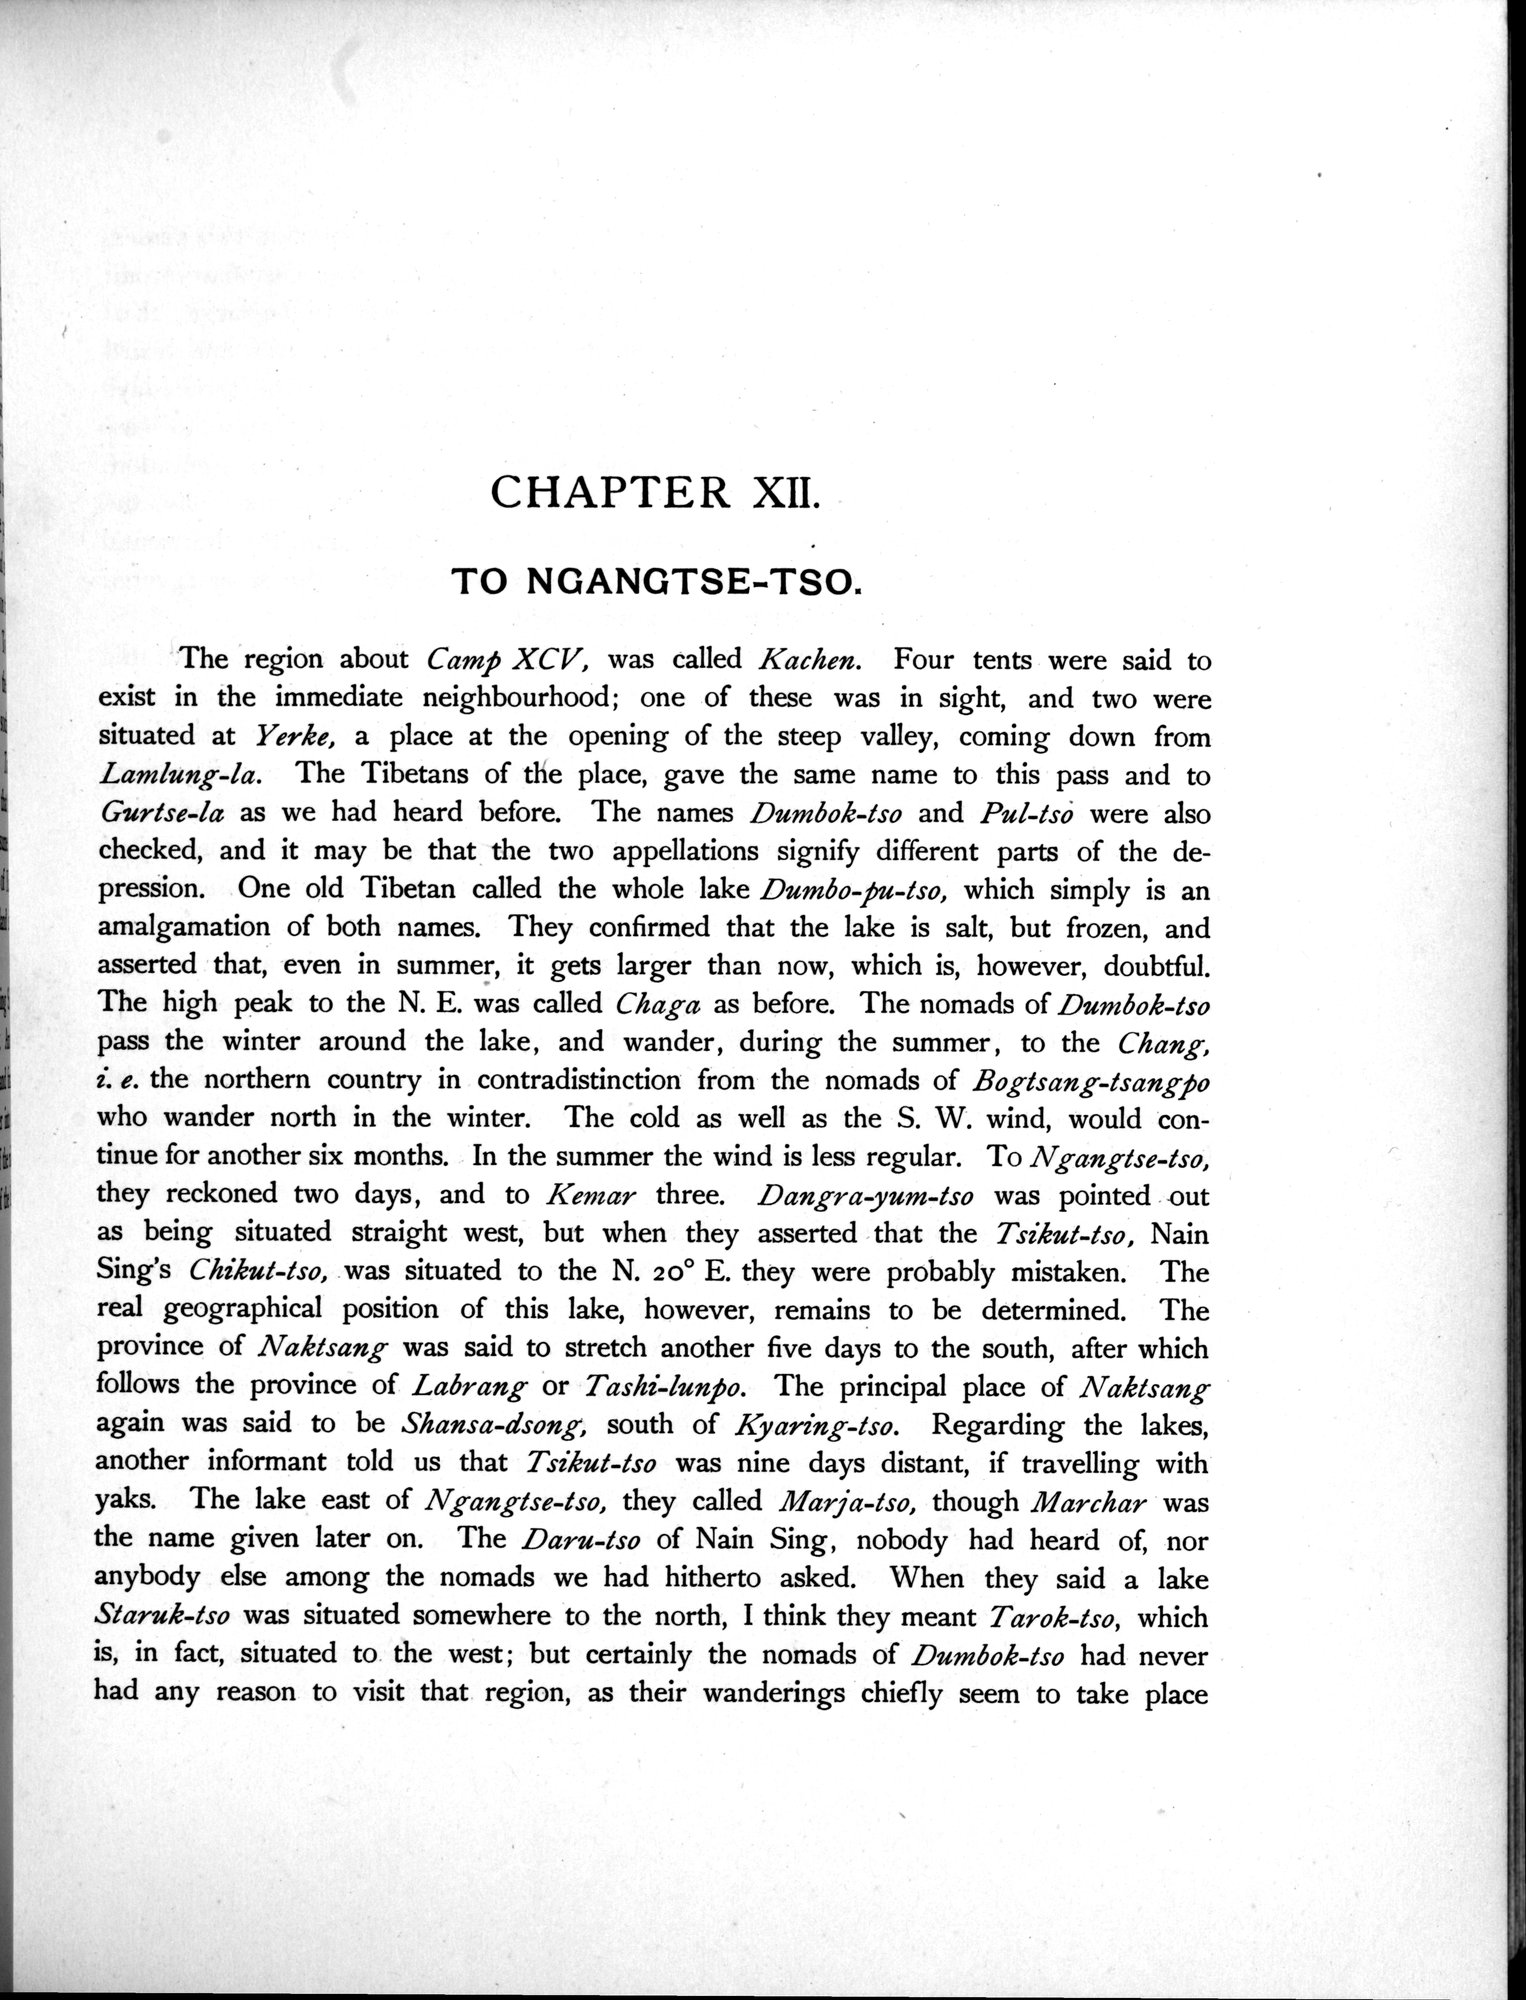 CHAPTER XII.
TO NGANGTSE-TSO.
The region about Camp XCV, was called Kachen. Four tents were said to
exist in the immediate neighbourhood; one of these was in sight, and two were
situated at Yerke, a place at the opening of the steep valley, coming down from
Lamlung-la. The Tibetans of the place, gave the same name to this pass and to
Gurtse-la as we had heard before. The names Dumbok-tso and Pul-tso were also
checked, and it may be that the two appellations signify different parts of the de-
pression. One old Tibetan called the whole lake Dumbo-pu-tso, which simply is an
amalgamation of both names. They confirmed that the lake is salt, but frozen, and
asserted that, even in summer, it gets larger than now, which is, however, doubtful.
The high peak to the N. E. was called Chaga as before. The nomads of Dumbok-tso
pass the winter around the lake, and wander, during the summer, to the Chang,
i. e. the northern country in contradistinction from the nomads of Bogtsang-tsangpo
who wander north in the winter. The cold as well as the S. W. wind, would con-
tinue for another six months. In the summer the wind is less regular. To Ngangtse-tso,
they reckoned two days, and to Kemar three. Dangra-yum-tso was pointed out
as being situated straight west, but when they asserted that the Tsikut-tso, Nain
Sing's Chikut-tso, was situated to the N. 20° E. they were probably mistaken. The
real geographical position of this lake, however, remains to be determined. The
province of Naktsang was said to stretch another five days to the south, after which
follows the province of Labrang or Tashi-lunpo. The principal place of Naktsang
again was said to be Shansa-dsong, south of Kyaring-tso. Regarding the lakes,
another informant told us that Tsikut-tso was nine days distant, if travelling with
yaks. The lake east of Ngangtse-tso, they called Marja-tso, though Marchar was
the name given later on. The Daru-tso of Nain Sing, nobody had heard of, nor
anybody else among the nomads we had hitherto asked. When they said a lake
Staruk-tso was situated somewhere to the north, I think they meant Tarok-tso, which
is, in fact, situated to the west; but certainly the nomads of Dumbok-tso had never
had any reason to visit that region, as their wanderings chiefly seem to take place